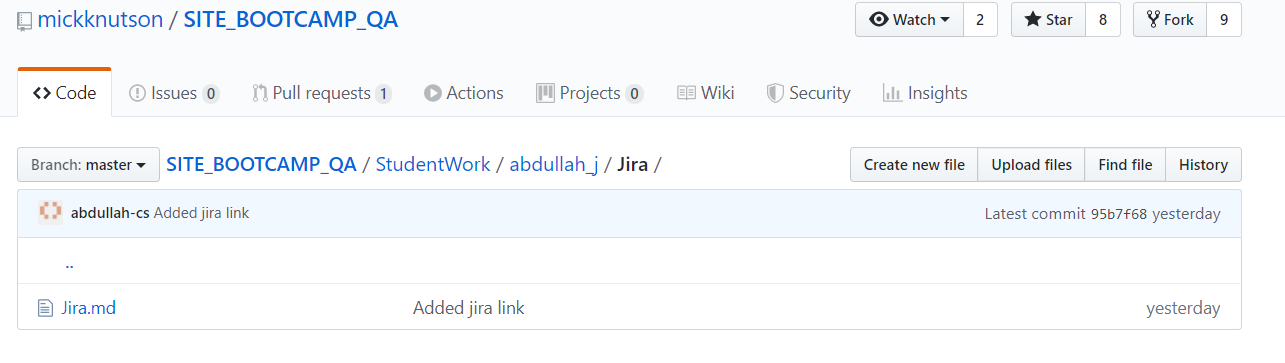 mickknutson / SITE_BOOTCAMP_QA Watch 2 Star 8 Fork 9
Code Issues 0 Pull requests 1 Actions Projects 0 Wiki Security Insights
Branch: master SITE_BOOTCAMP_QA / StudentWork / abdullah_j / Jira / Create new file Upload files Find file History
abdullah-cs Added jira link Latest commit 95b7f68 yesterday
..
Jira.md Added jira link yesterday